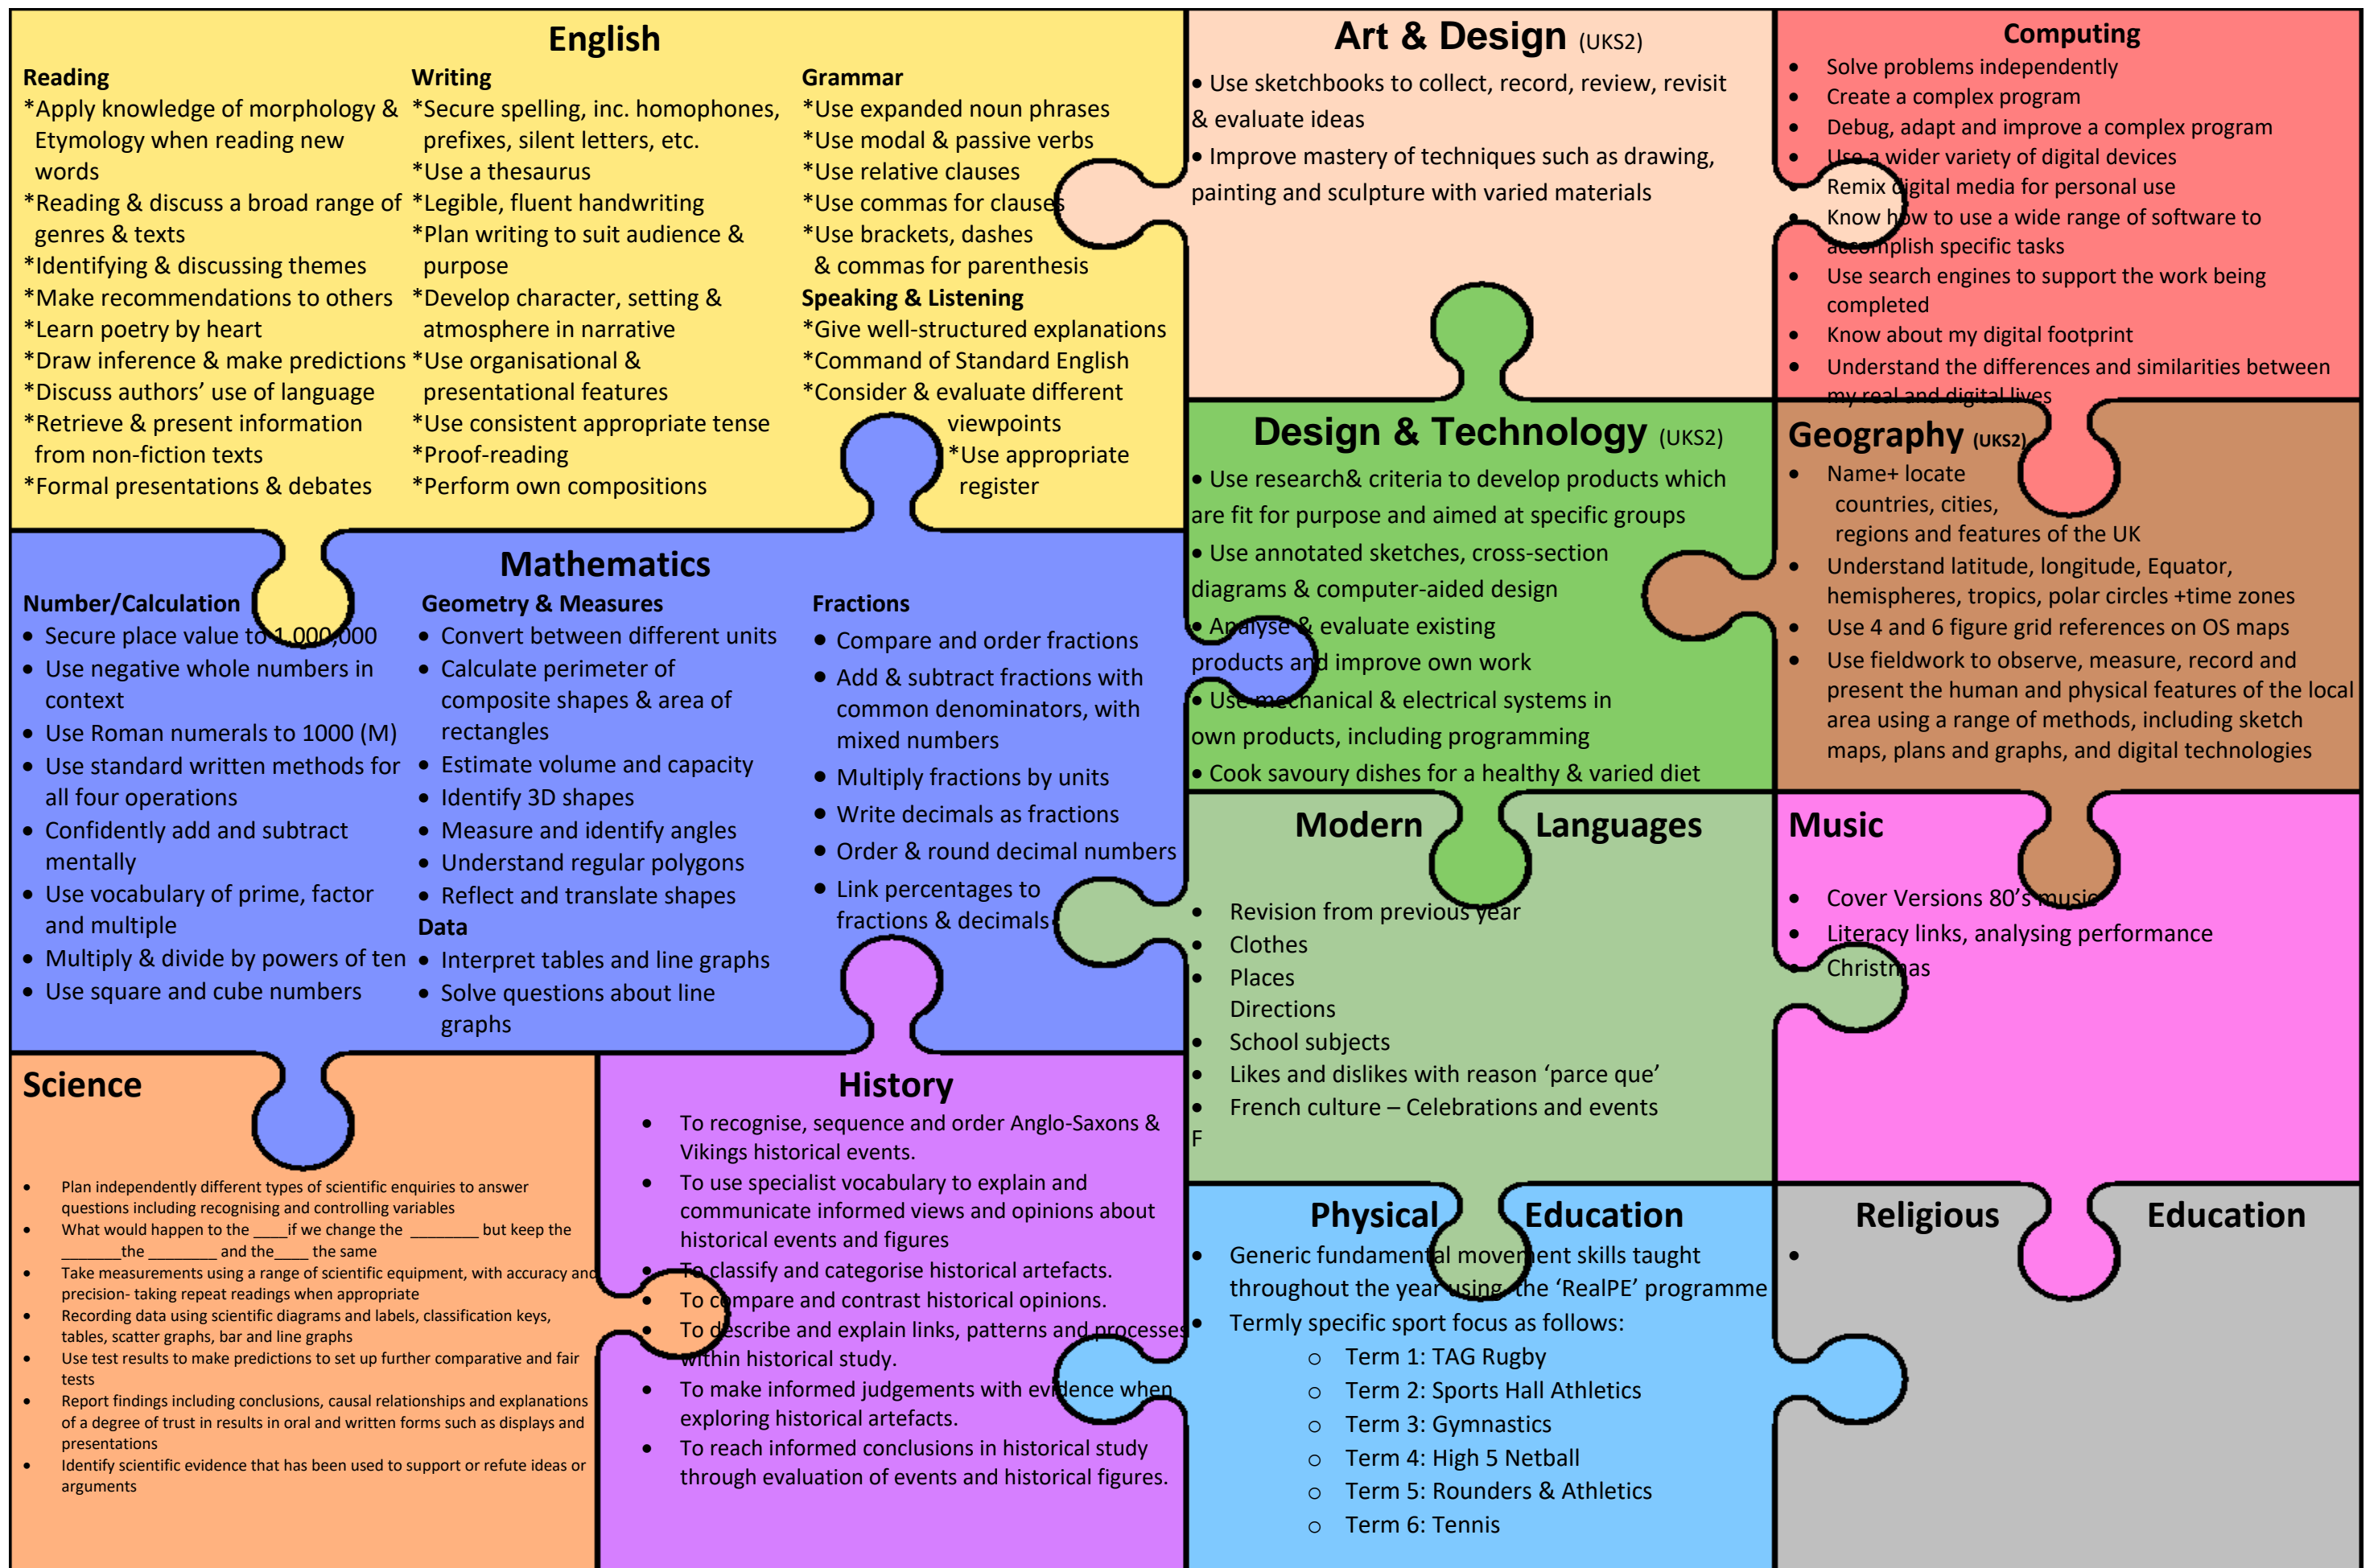 English
Reading
*Apply knowledge of morphology &
Etymology when reading new
words
*Reading & discuss a broad range of
genres & texts
*Identifying & discussing themes
*Make recommendations to others
*Learn poetry by heart
*Draw inference & make predictions
*Discuss authors’ use of language
*Retrieve & present information
from non-fiction texts
*Formal presentations & debates
Writing
*Secure spelling, inc. homophones,
prefixes, silent letters, etc.
*Use a thesaurus
*Legible, fluent handwriting
*Plan writing to suit audience &
purpose
*Develop character, setting &
atmosphere in narrative
*Use organisational &
presentational features
*Use consistent appropriate tense
*Proof-reading
*Perform own compositions
Grammar
*Use expanded noun phrases
*Use modal & passive verbs
*Use relative clauses
*Use commas for clauses
*Use brackets, dashes
& commas for parenthesis
Speaking & Listening
*Give well-structured explanations
*Command of Standard English
*Consider & evaluate different
viewpoints
*Use appropriate
register
Art & Design (UKS2)
• Use sketchbooks to collect, record, review, revisit
& evaluate ideas
• Improve mastery of techniques such as drawing,
painting and sculpture with varied materials
Computing
• Solve problems independently
• Create a complex program
• Debug, adapt and improve a complex program
• Use a wider variety of digital devices
• Remix digital media for personal use
• Know how to use a wide range of software to
accomplish specific tasks
• Use search engines to support the work being
completed
• Know about my digital footprint
• Understand the differences and similarities between
my real and digital lives
Mathematics
Number/Calculation
• Secure place value to 1,000,000
• Use negative whole numbers in
context
• Use Roman numerals to 1000 (M)
• Use standard written methods for
all four operations
• Confidently add and subtract
mentally
• Use vocabulary of prime, factor
and multiple
• Multiply & divide by powers of ten
• Use square and cube numbers
Geometry & Measures
• Convert between different units
• Calculate perimeter of
composite shapes & area of
rectangles
• Estimate volume and capacity
• Identify 3D shapes
• Measure and identify angles
• Understand regular polygons
• Reflect and translate shapes
Data
• Interpret tables and line graphs
• Solve questions about line
graphs
Fractions
• Compare and order fractions
• Add & subtract fractions with
common denominators, with
mixed numbers
• Multiply fractions by units
• Write decimals as fractions
• Order & round decimal numbers
• Link percentages to
fractions & decimals
Design & Technology (UKS2)
• Use research& criteria to develop products which
are fit for purpose and aimed at specific groups
• Use annotated sketches, cross-section
diagrams & computer-aided design
• Analyse & evaluate existing
products and improve own work
• Use mechanical & electrical systems in
own products, including programming
• Cook savoury dishes for a healthy & varied diet
Geography (UKS2)
• Name+ locate
countries, cities,
regions and features of the UK
• Understand latitude, longitude, Equator,
hemispheres, tropics, polar circles +time zones
• Use 4 and 6 figure grid references on OS maps
• Use fieldwork to observe, measure, record and
present the human and physical features of the local
area using a range of methods, including sketch
maps, plans and graphs, and digital technologies
Modern Languages
• Revision from previous year
• Clothes
• Places
Directions
• School subjects
• Likes and dislikes with reason ‘parce que’
• French culture – Celebrations and events
F
Music
• Cover Versions 80’s music
• Literacy links, analysing performance
• Christmas
Science
• Plan independently different types of scientific enquiries to answer
questions including recognising and controlling variables
• What would happen to the ____if we change the ________ but keep the
_______the ________ and the____ the same
• Take measurements using a range of scientific equipment, with accuracy and
precision- taking repeat readings when appropriate
• Recording data using scientific diagrams and labels, classification keys,
tables, scatter graphs, bar and line graphs
• Use test results to make predictions to set up further comparative and fair
tests
• Report findings including conclusions, causal relationships and explanations
of a degree of trust in results in oral and written forms such as displays and
presentations
• Identify scientific evidence that has been used to support or refute ideas or
arguments
History
• To recognise, sequence and order Anglo-Saxons &
Vikings historical events.
• To use specialist vocabulary to explain and
communicate informed views and opinions about
historical events and figures
• To classify and categorise historical artefacts.
• To compare and contrast historical opinions.
• To describe and explain links, patterns and processes
within historical study.
• To make informed judgements with evidence when
exploring historical artefacts.
• To reach informed conclusions in historical study
through evaluation of events and historical figures.
Physical Education
• Generic fundamental movement skills taught
throughout the year using the ‘RealPE’ programme
• Termly specific sport focus as follows:
o Term 1: TAG Rugby
o Term 2: Sports Hall Athletics
o Term 3: Gymnastics
o Term 4: High 5 Netball
o Term 5: Rounders & Athletics
o Term 6: Tennis
Religious Education
•